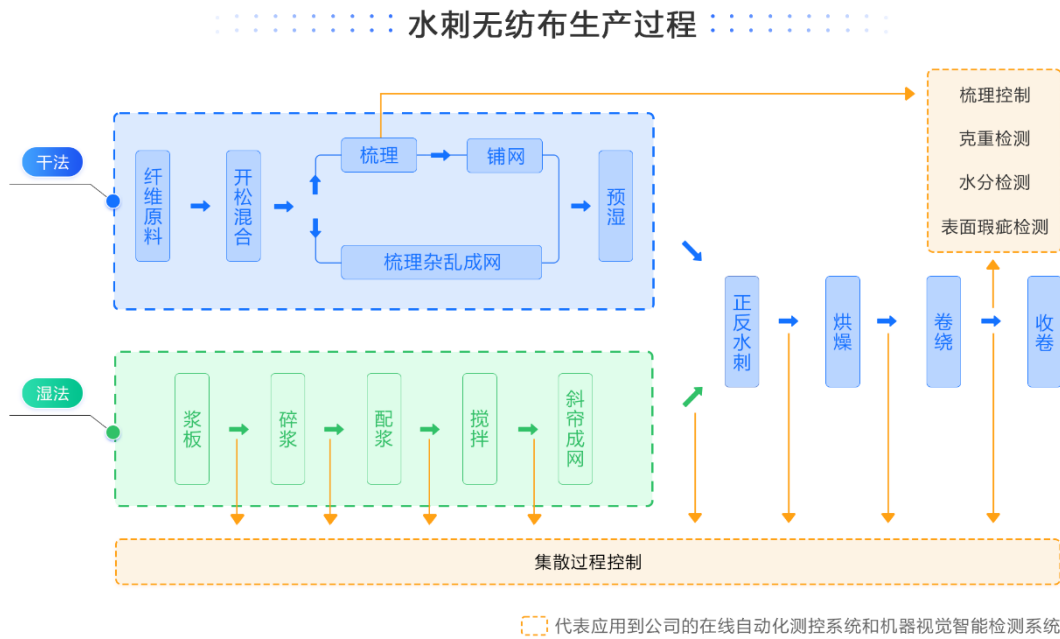 水刺无纺布生产过程
梳理控制
克重检测
水分检测
表面瑕疵检测
干法
纤维原料
开松混合
梳理
铺网
梳理杂乱成网
预湿
正反水刺
烘燥
卷绕
收卷
湿法
浆板
碎浆
配浆
搅拌
斜帘成网
集散过程控制
代表应用到公司的在线自动化测控系统和机器视觉智能检测系统